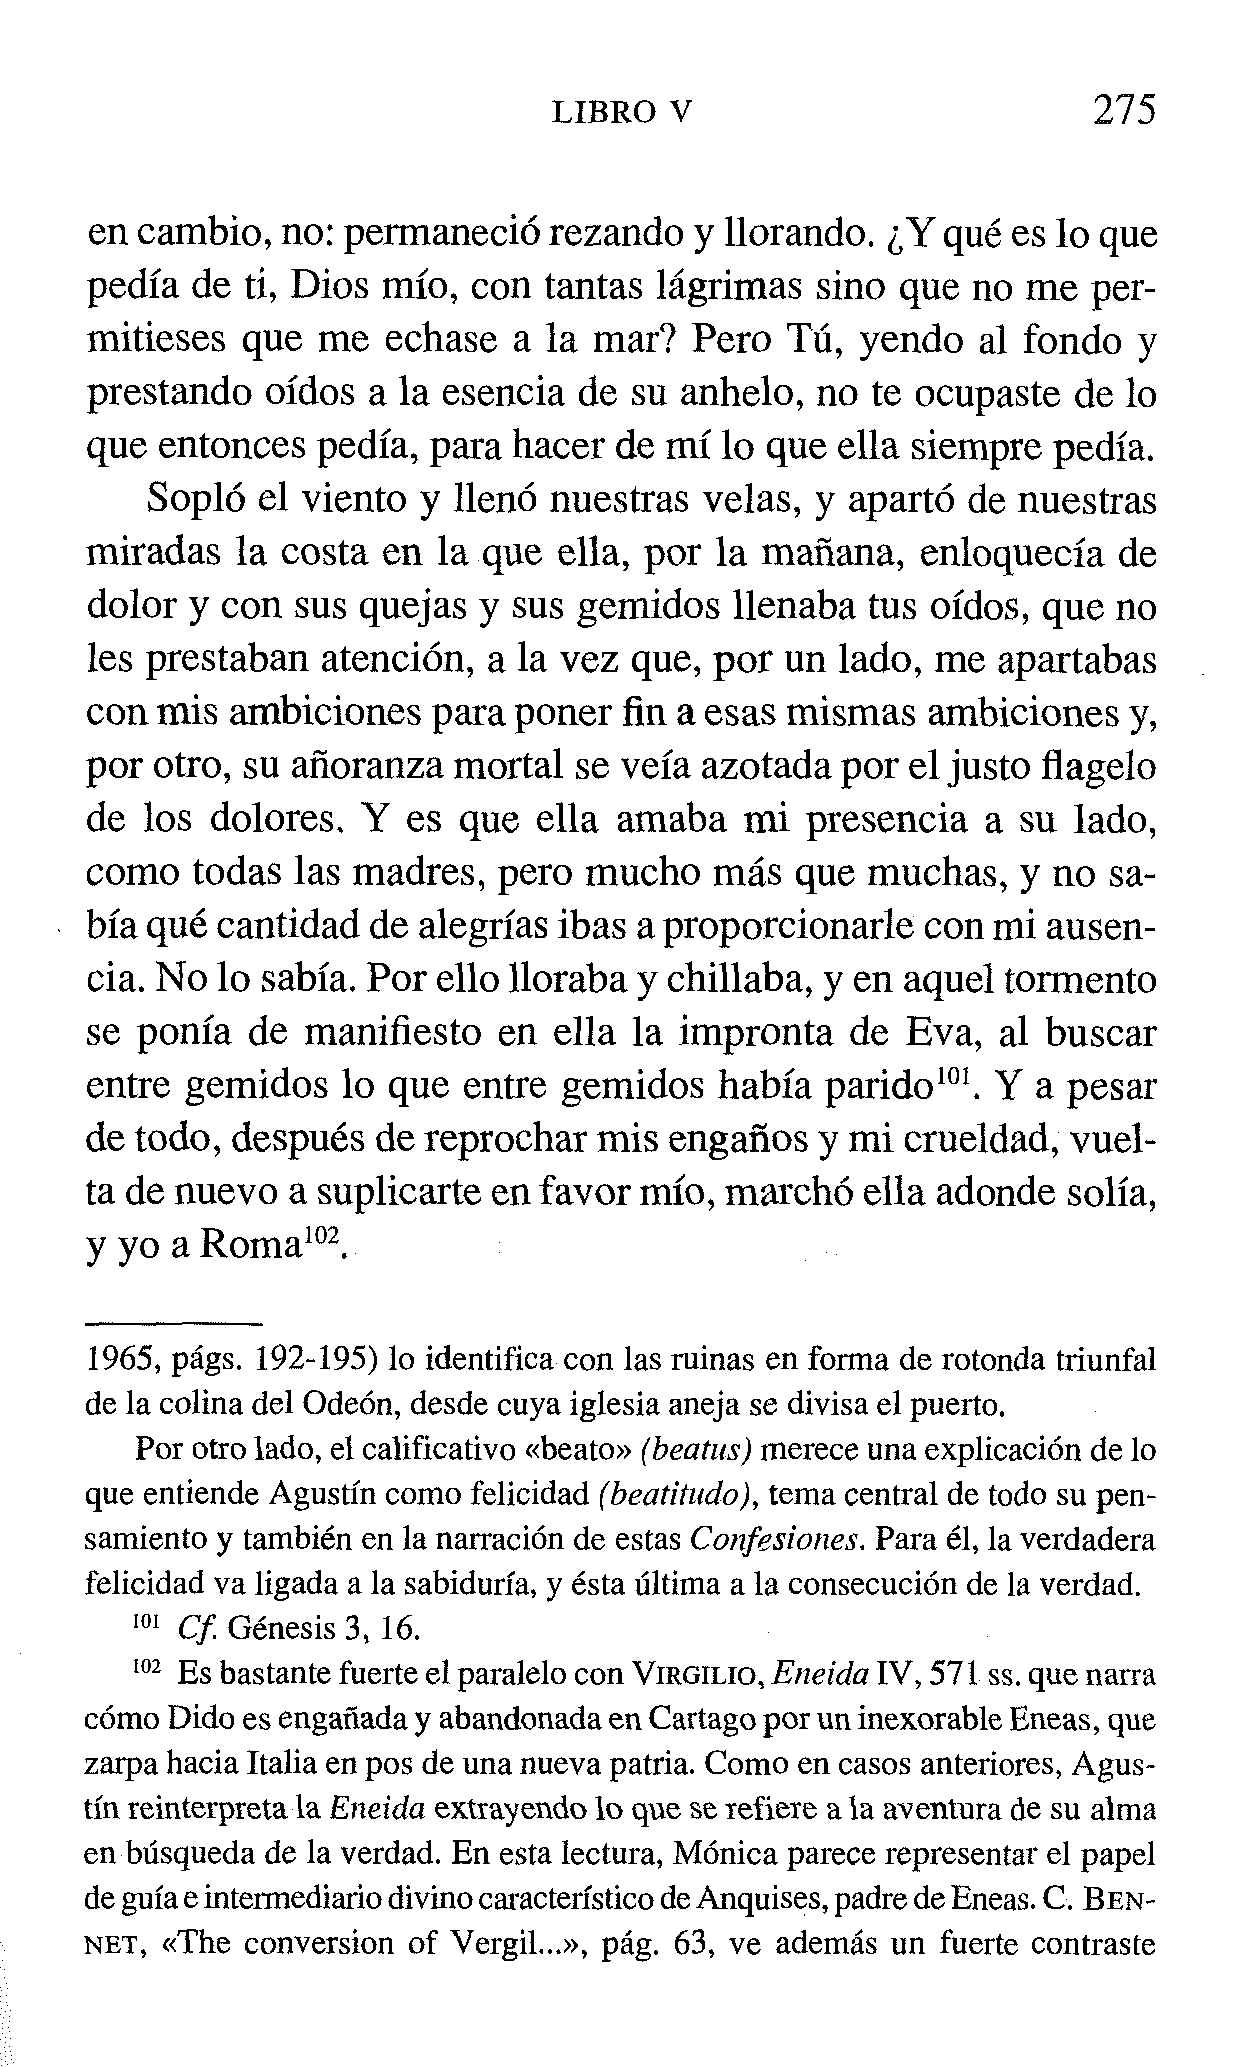 LIBRO V 275
en cambio, no: permaneció rezando y llorando. ¿Y qué es lo que
pedía de ti, Dios mío, con tantas lágrimas sino que no me per-
mitieses que me echase a la mar? Pero Tú, yendo al fondo y
prestando oídos a la esencia de su anhelo, no te ocupaste de lo
que entonces pedía, para hacer de mí lo que ella siempre pedía.
Sopló el viento y llenó nuestras velas, y apartó de nuestras
miradas la costa en la que ella, por la mañana, enloquecía de
dolor y con sus quejas y sus gemidos llenaba tus oídos, que no
les prestaban atención, a la vez que, por un lado, me apartabas
con mis ambiciones para poner fin a esas mismas ambiciones y,
por otro, su añoranza mortal se veía azotada por el justo flagelo
de los dolores. Y es que ella amaba mi presencia a su lado,
como todas las madres, pero mucho más que muchas, y no sa-
bía qué cantidad de alegrías ibas a proporcionarle con mi ausen-
cia. No lo sabía. Por ello lloraba y chillaba, y en aquel tormento
se ponía de manifiesto en ella la impronta de Eva, al buscar
entre gemidos lo que entre gemidos había parido¹⁰¹. Y a pesar
de todo, después de reprochar mis engaños y mi crueldad, vuel-
ta de nuevo a suplicarte en favor mío, marchó ella adonde solía,
y yo a Roma¹⁰².
1965, págs. 192-195) lo identifica con las ruinas en forma de rotonda triunfal
de la colina del Odeón, desde cuya iglesia aneja se divisa el puerto.
Por otro lado, el calificativo «beato» (beatus) merece una explicación de lo
que entiende Agustín como felicidad (beatitudo), tema central de todo su pen-
samiento y también en la narración de estas Confesiones. Para él, la verdadera
felicidad va ligada a la sabiduría, y ésta última a la consecución de la verdad.
¹⁰¹ Cf. Génesis 3, 16.
¹⁰² Es bastante fuerte el paralelo con VIRGILIO, Eneida IV, 571 ss. que narra
cómo Dido es engañada y abandonada en Cartago por un inexorable Eneas, que
zarpa hacia Italia en pos de una nueva patria. Como en casos anteriores, Agus-
tín reinterpreta la Eneida extrayendo lo que se refiere a la aventura de su alma
en búsqueda de la verdad. En esta lectura, Mónica parece representar el papel
de guía e intermediario divino característico de Anquises, padre de Eneas. C. BEN-
NET, «The conversion of Vergil...», pág. 63, ve además un fuerte contraste